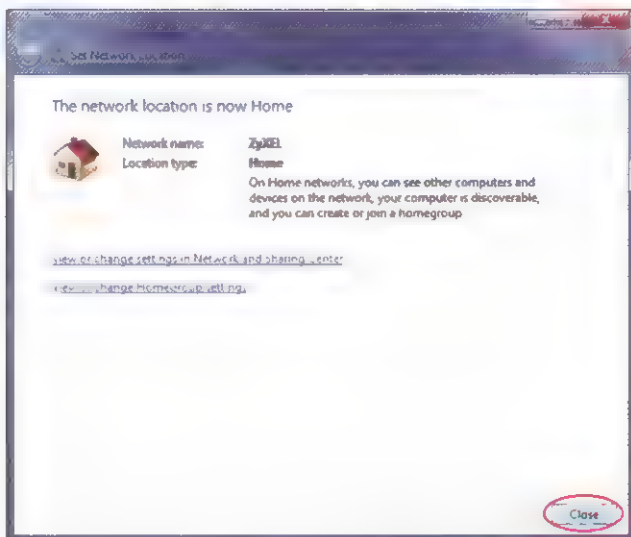 Set Network Location
The network location is now Home
Network name: ZyXEL
Location type: Home
On Home networks, you can see other computers and
devices on the network, your computer is discoverable,
and you can create or join a homegroup
View or change settings in Network and Sharing Center
View or change Homegroup settings
Close